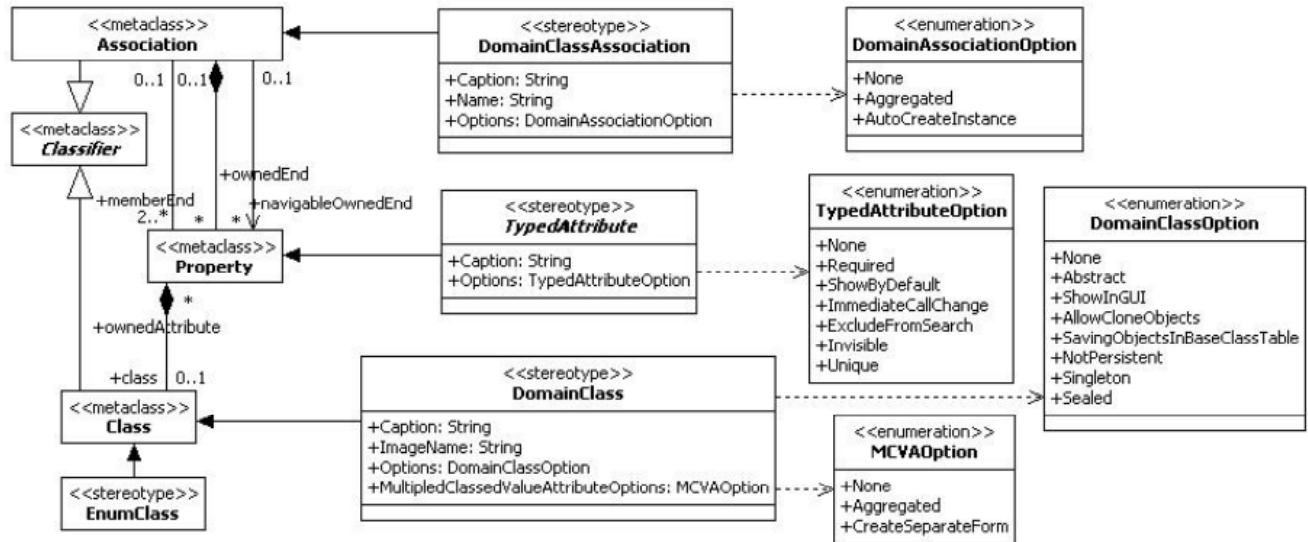 <<metaclass>>
Association
<<stereotype>>
DomainClassAssociation
+Caption: String
+Name: String
+Options: DomainAssociationOption
<<enumeration>>
DomainAssociationOption
+None
+Aggregated
+AutoCreateInstance
0..1
0..1
0..1
<<metaclass>>
Classifier
+ownedEnd
+memberEnd
+navigableOwnedEnd
2..*
*
*
<<metaclass>>
Property
<<stereotype>>
TypedAttribute
+Caption: String
+Options: TypedAttributeOption
<<enumeration>>
TypedAttributeOption
+None
+Required
+ShowByDefault
+ImmediateCallChange
+ExcludeFromSearch
+Invisible
+Unique
<<enumeration>>
DomainClassOption
+None
+Abstract
+ShowInGUI
+AllowCloneObjects
+SavingObjectsInBaseClassTable
+NotPersistent
+Singleton
+Sealed
*
+ownedAttribute
+class
0..1
<<metaclass>>
Class
<<stereotype>>
EnumClass
<<stereotype>>
DomainClass
+Caption: String
+ImageName: String
+Options: DomainClassOption
+MultipledClassedValueAttributeOptions: MCVAOption
<<enumeration>>
MCVAOption
+None
+Aggregated
+CreateSeparateForm